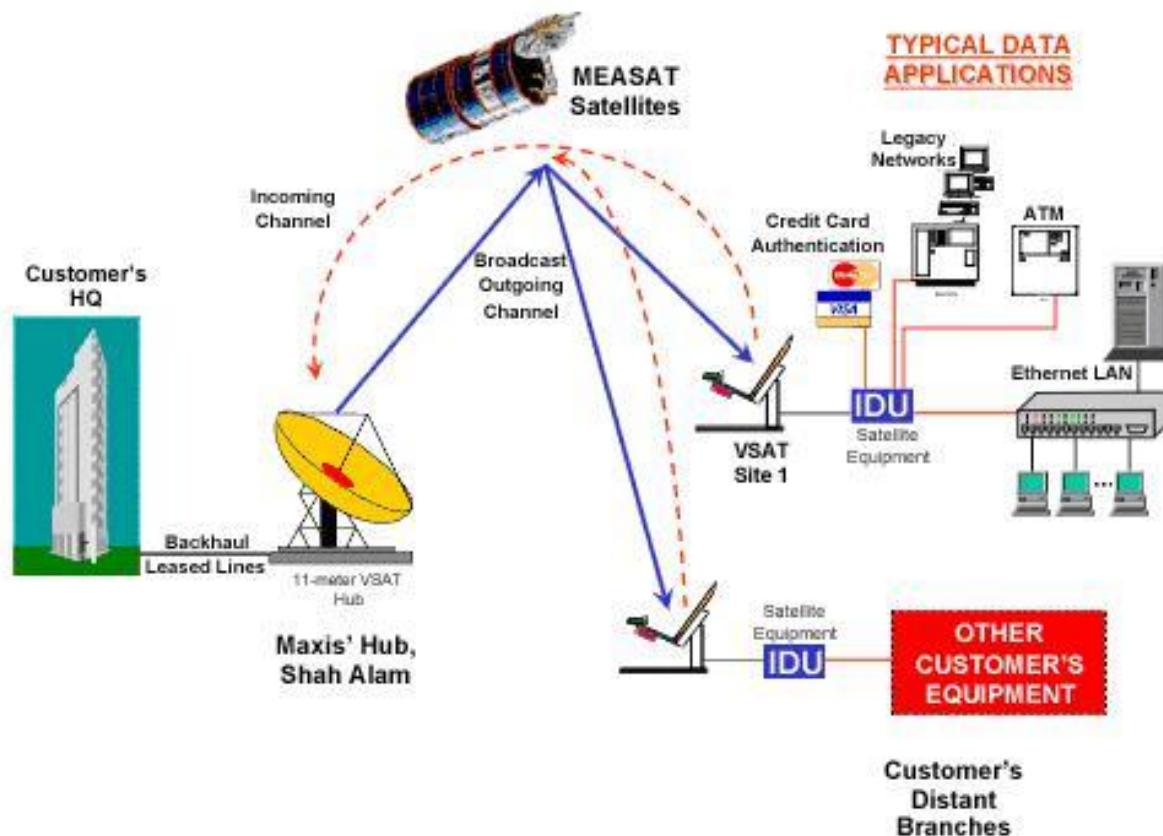 TYPICAL DATA
APPLICATIONS
MEASAT
Satellites
Legacy
Networks
ATM
Incoming
Channel
Credit Card
Authentication
VISA
Customer's
HQ
Broadcast
Outgoing
Channel
Ethernet LAN
IDU
Satellite
Equipment
VSAT
Site 1
Backhaul
Leased Lines
11-meter VSAT
Hub
Maxis' Hub,
Shah Alam
Satellite
Equipment
IDU
OTHER
CUSTOMER'S
EQUIPMENT
Customer's
Distant
Branches